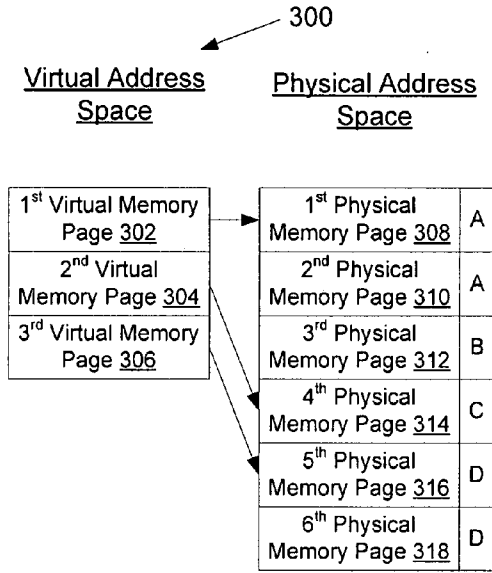 300
Virtual Address
Space
Physical Address
Space
1st Virtual Memory
Page 302
2nd Virtual
Memory Page 304
3rd Virtual Memory
Page 306
1st Physical
Memory Page 308
A
2nd Physical
Memory Page 310
A
3rd Physical
Memory Page 312
B
4th Physical
Memory Page 314
C
5th Physical
Memory Page 316
D
6th Physical
Memory Page 318
D